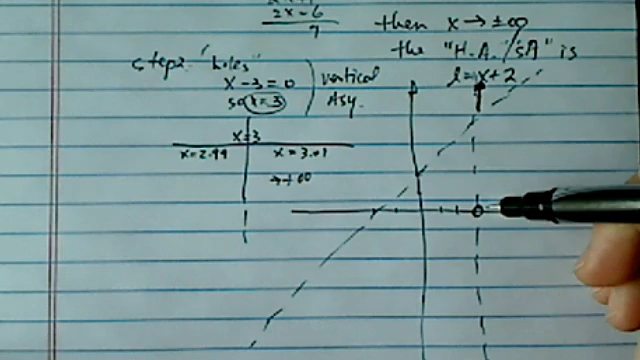 2x-6
7
then x → ±∞
the "H.A."/SA" is
l = x+2
step2 "holes"
x-3=0
so x=3
vertical
Asy.
x=3
x=2.99
x=3.01
→+∞